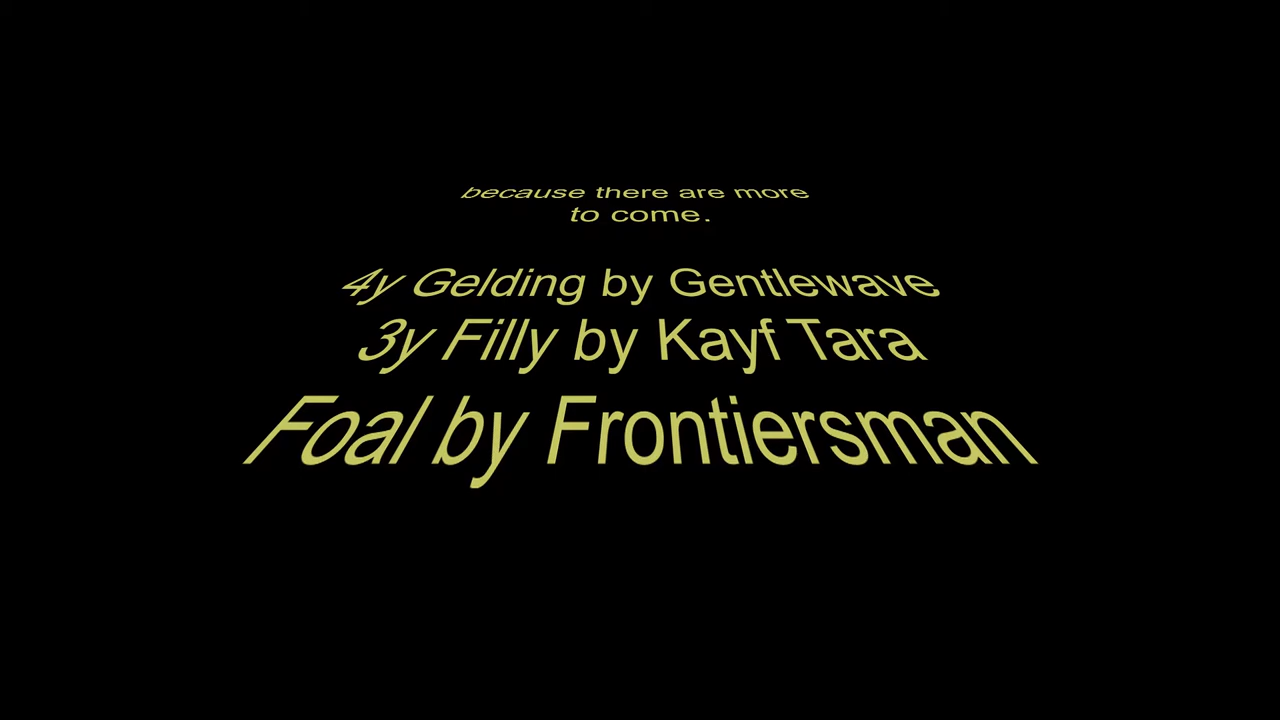 because there are more
to come.
4y Gelding by Gentlewave
3y Filly by Kayf Tara
Foal by Frontiersman